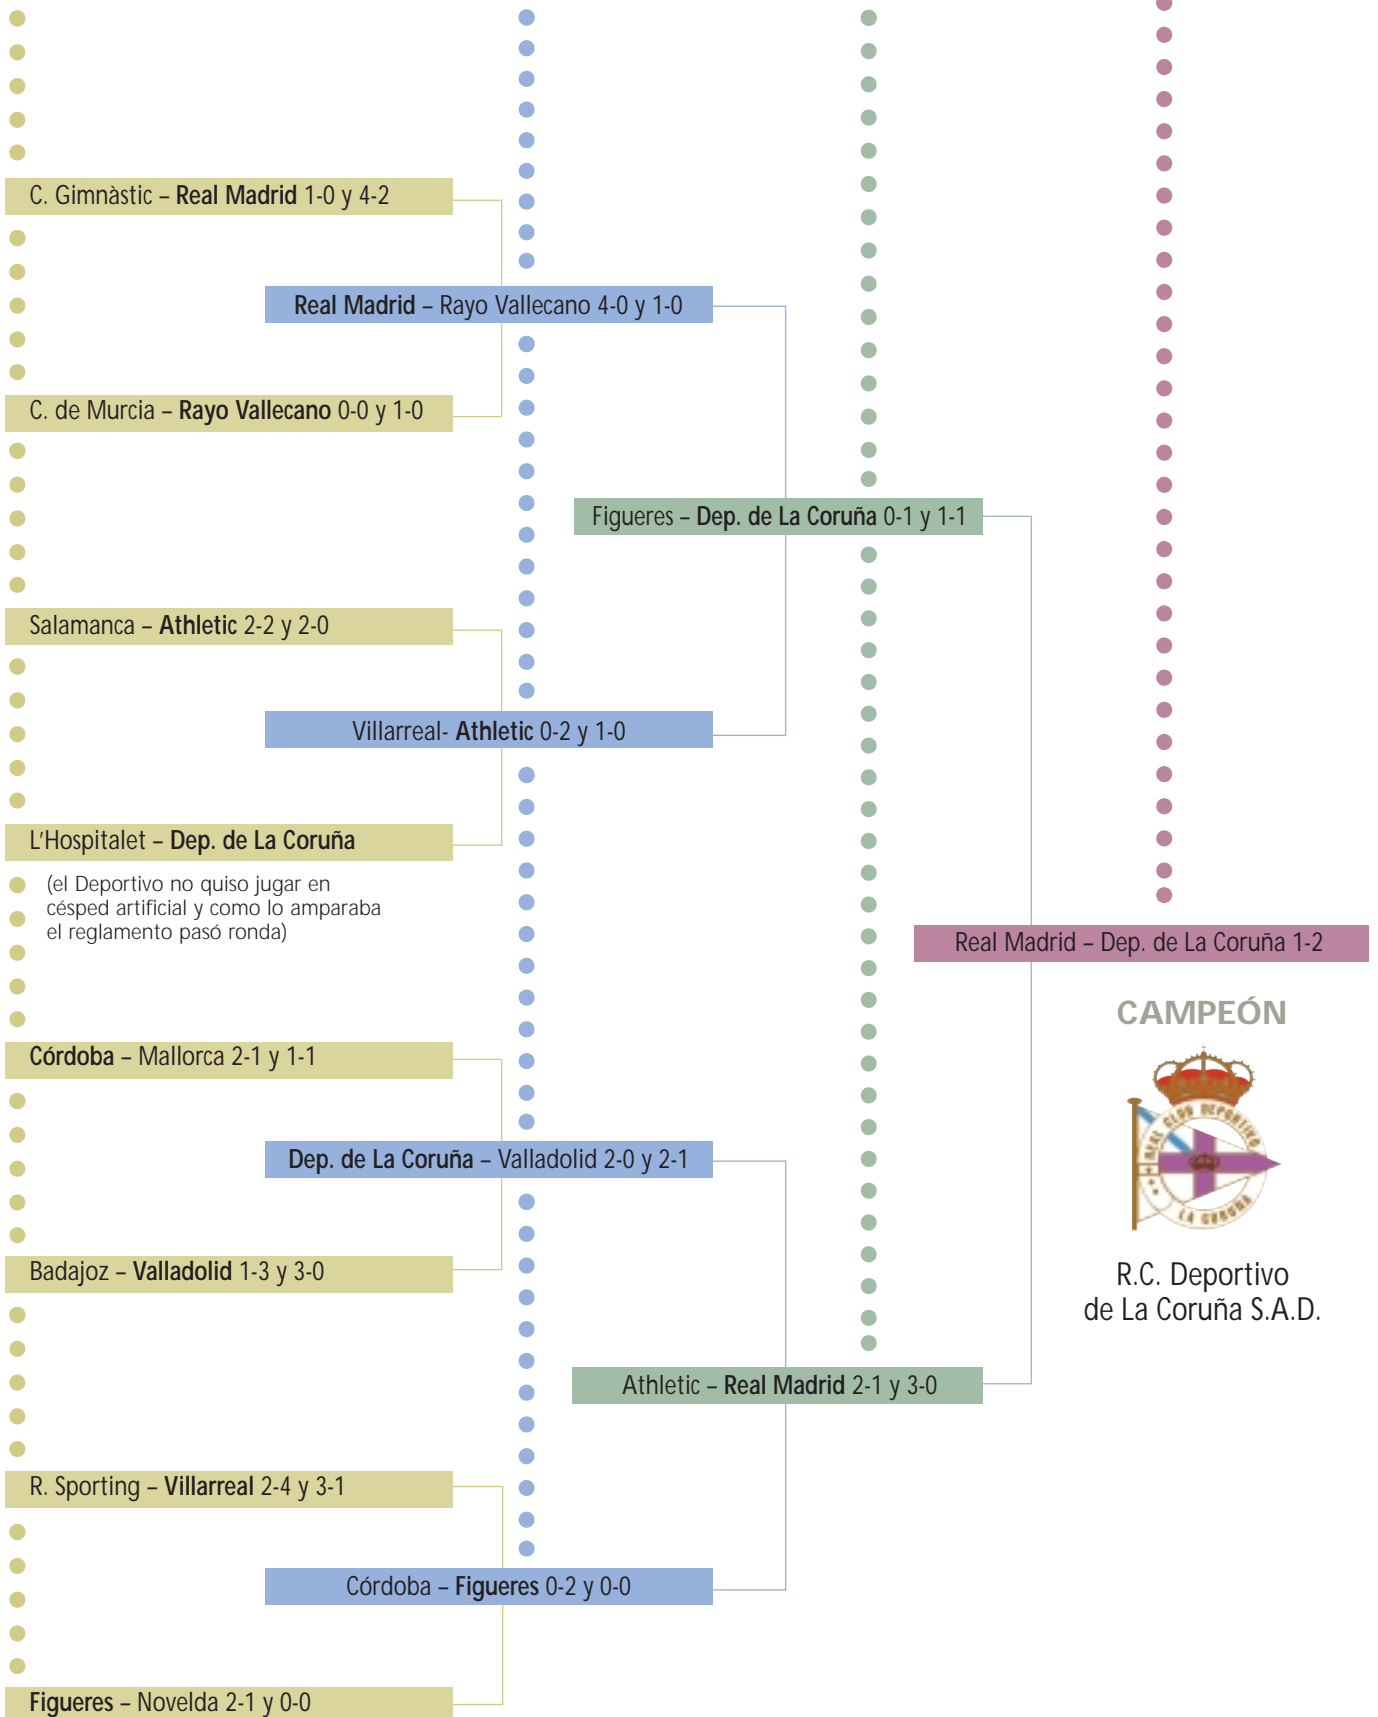 C. Gimnàstic – Real Madrid 1-0 y 4-2
Real Madrid – Rayo Vallecano 4-0 y 1-0
C. de Murcia – Rayo Vallecano 0-0 y 1-0
Figueres – Dep. de La Coruña 0-1 y 1-1
Salamanca – Athletic 2-2 y 2-0
Villarreal- Athletic 0-2 y 1-0
L'Hospitalet – Dep. de La Coruña
(el Deportivo no quiso jugar en
césped artificial y como lo amparaba
el reglamento pasó ronda)
Real Madrid – Dep. de La Coruña 1-2
CAMPEÓN
Córdoba – Mallorca 2-1 y 1-1
REAL CLUB DEPORTIVO
LA CORUÑA
Dep. de La Coruña – Valladolid 2-0 y 2-1
Badajoz – Valladolid 1-3 y 3-0
R.C. Deportivo
de La Coruña S.A.D.
Athletic – Real Madrid 2-1 y 3-0
R. Sporting – Villarreal 2-4 y 3-1
Córdoba – Figueres 0-2 y 0-0
Figueres – Novelda 2-1 y 0-0